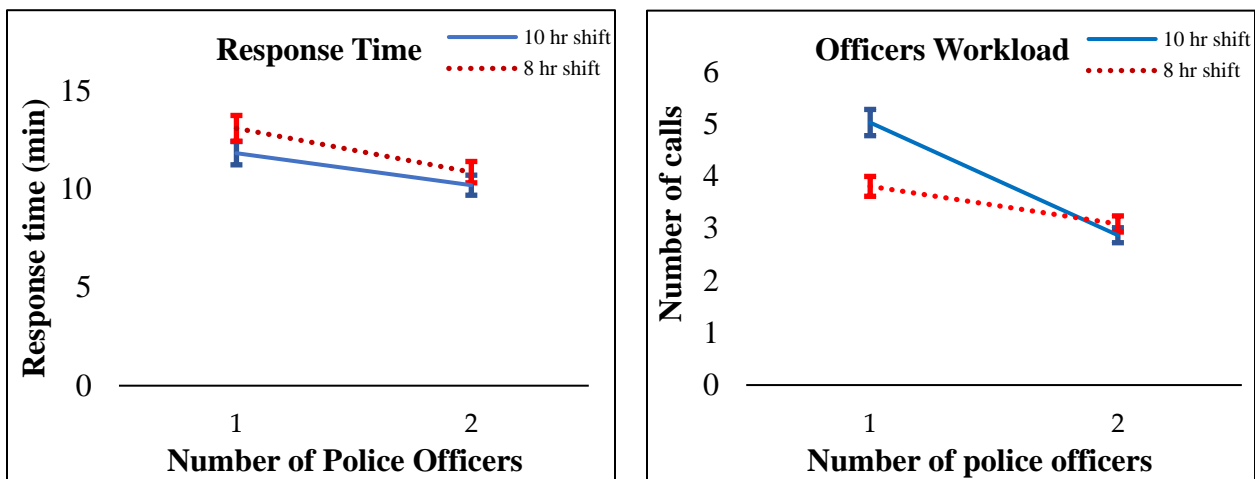 Response Time
10 hr shift
8 hr shift
Response time (min)
15
10
5
0
1
2
Number of Police Officers
Officers Workload
10 hr shift
8 hr shift
Number of calls
6
5
4
3
2
1
0
1
2
Number of police officers